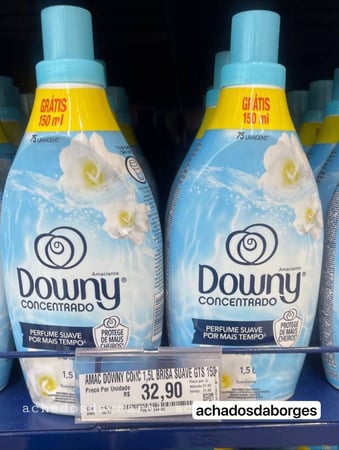 GRÁTIS
150 ml
75 LAVAGENS
Amaciante
Downy
CONCENTRADO
PERFUME SUAVE
POR MAIS TEMPO
PROTEGE
DE MAUS
CHEIROS
1,5 L
GRÁTIS
150 ml
75 LAVAGENS
Amaciante
Downy
CONCENTRADO
PERFUME SUAVE
POR MAIS TEMPO
PROTEGE
DE MAUS
CHEIROS
1,5 L
AMAC DOWNY CONC 1,5L BRISA SUAVE GTS 150
Preço Por Unidade
R$ 32,90
achadosdaborges